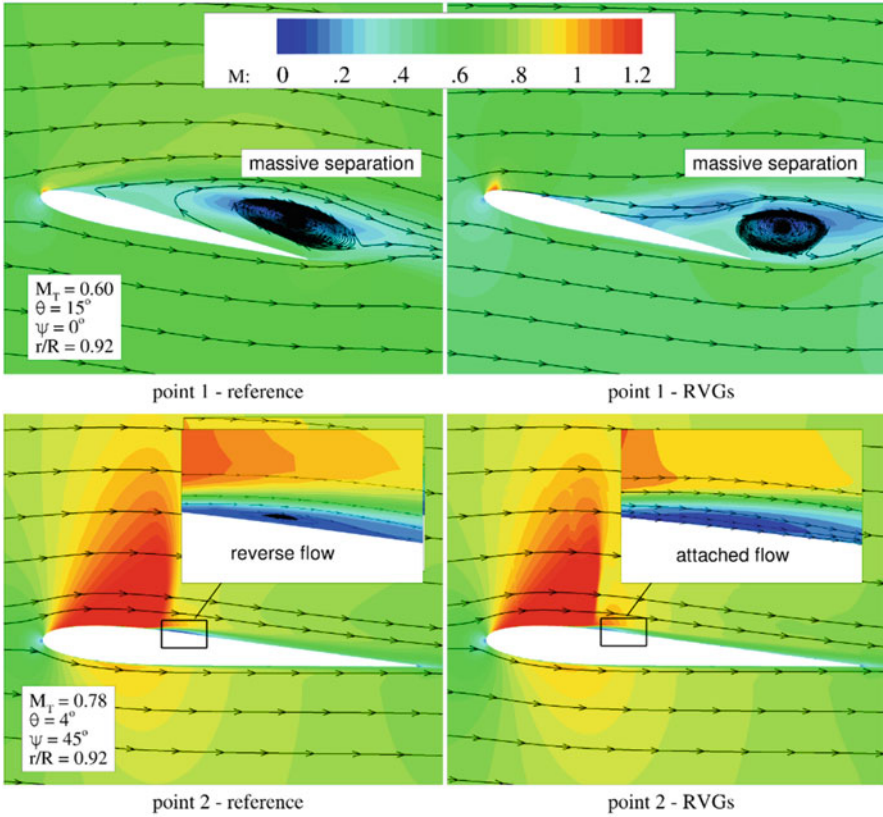 M: 0 .2 .4 .6 .8 1 1.2
massive separation
massive separation
M_T = 0.60
θ = 15°
ψ = 0°
r/R = 0.92
point 1 - reference
point 1 - RVGs
reverse flow
attached flow
M_T = 0.78
θ = 4°
ψ = 45°
r/R = 0.92
point 2 - reference
point 2 - RVGs